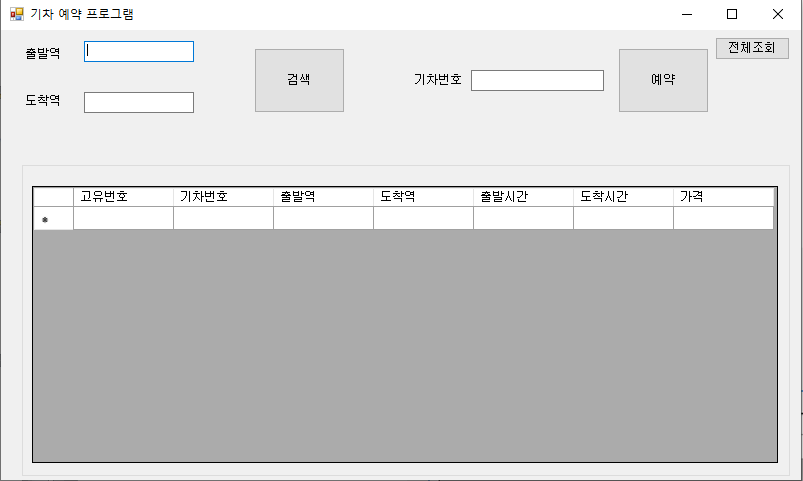 기차 예약 프로그램
출발역
도착역
검색
기차번호
예약
전체조회
고유번호 기차번호 출발역 도착역 출발시간 도착시간 가격